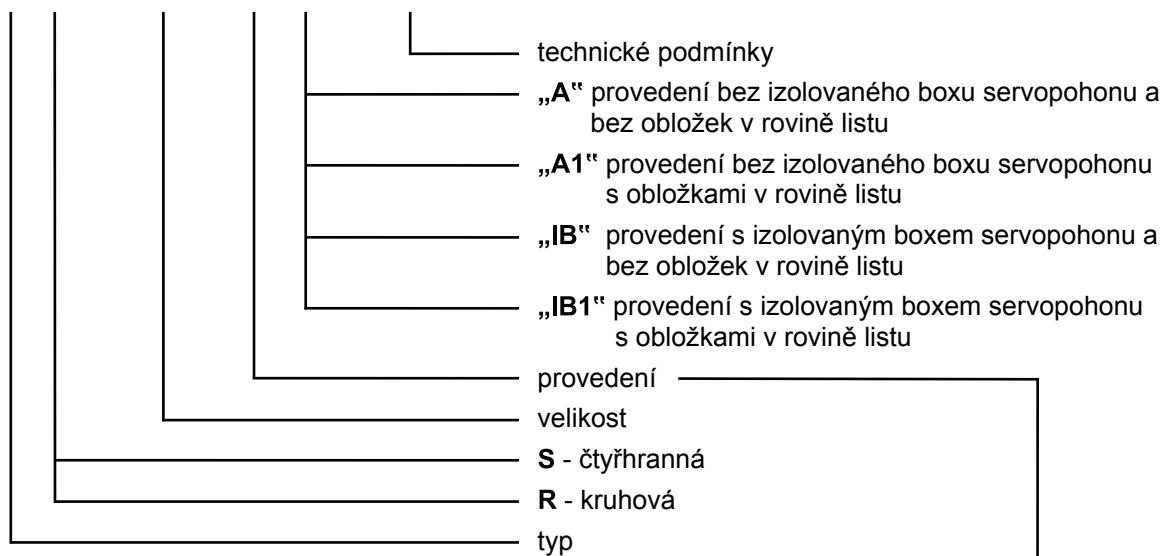 technické podmínky
„A“ provedení bez izolovaného boxu servopohonu a
bez obložek v rovině listu
„A1“ provedení bez izolovaného boxu servopohonu
s obložkami v rovině listu
„IB“ provedení s izolovaným boxem servopohonu a
bez obložek v rovině listu
„IB1“ provedení s izolovaným boxem servopohonu
s obložkami v rovině listu
provedení
velikost
S - čtyřhranná
R - kruhová
typ